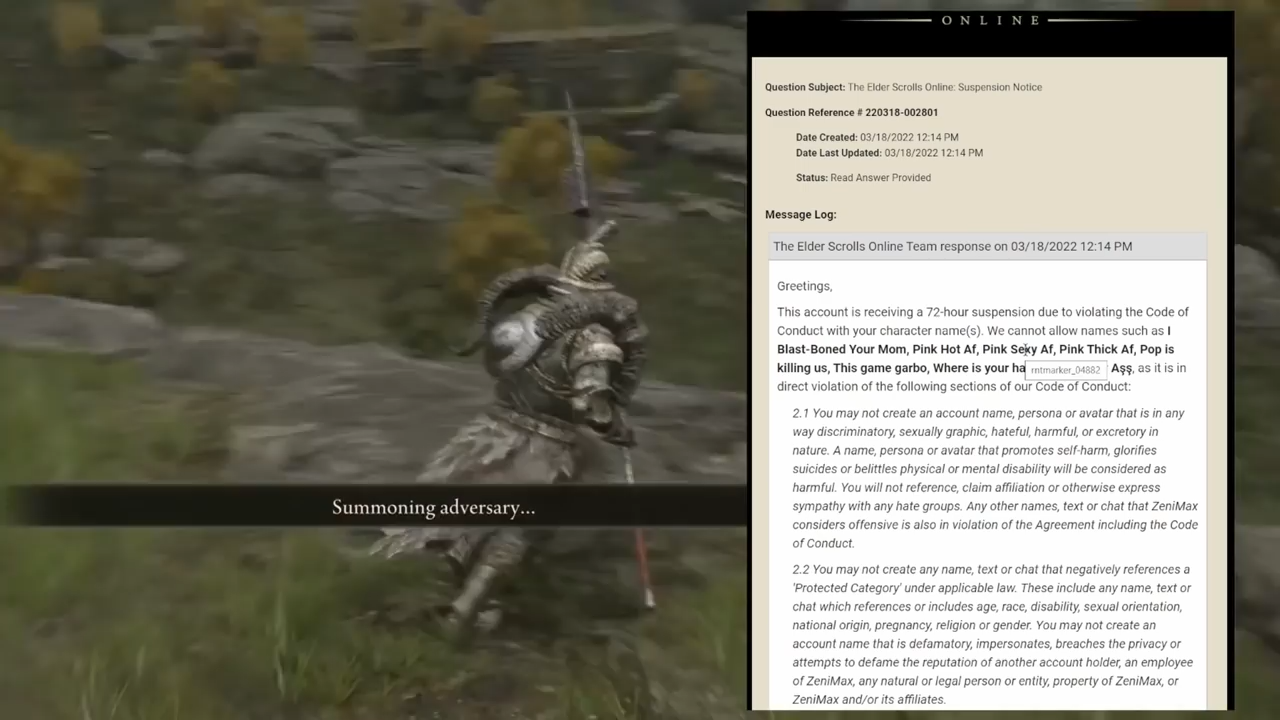 ONLINE
Question Subject: The Elder Scrolls Online: Suspension Notice
Question Reference # 220318-002801
Date Created: 03/18/2022 12:14 PM
Date Last Updated: 03/18/2022 12:14 PM
Status: Read Answer Provided
Message Log:
The Elder Scrolls Online Team response on 03/18/2022 12:14 PM
Greetings,
This account is receiving a 72-hour suspension due to violating the Code of
Conduct with your character name(s). We cannot allow names such as I
Blast-Boned Your Mom, Pink Hot Af, Pink Sexy Af, Pink Thick Af, Pop is
killing us, This game garbo, Where is your ha
rntmarker_04882
Aşş, as it is in
direct violation of the following sections of our Code of Conduct:
2.1 You may not create an account name, persona or avatar that is in any
way discriminatory, sexually graphic, hateful, harmful, or excretory in
nature. A name, persona or avatar that promotes self-harm, glorifies
suicides or belittles physical or mental disability will be considered as
harmful. You will not reference, claim affiliation or otherwise express
sympathy with any hate groups. Any other names, text or chat that ZeniMax
considers offensive is also in violation of the Agreement including the Code
of Conduct.
2.2 You may not create any name, text or chat that negatively references a
'Protected Category' under applicable law. These include any name, text or
chat which references or includes age, race, disability, sexual orientation,
national origin, pregnancy, religion or gender. You may not create an
account name that is defamatory, impersonates, breaches the privacy or
attempts to defame the reputation of another account holder, an employee
of ZeniMax, any natural or legal person or entity, property of ZeniMax, or
ZeniMax and/or its affiliates.
Summoning adversary...